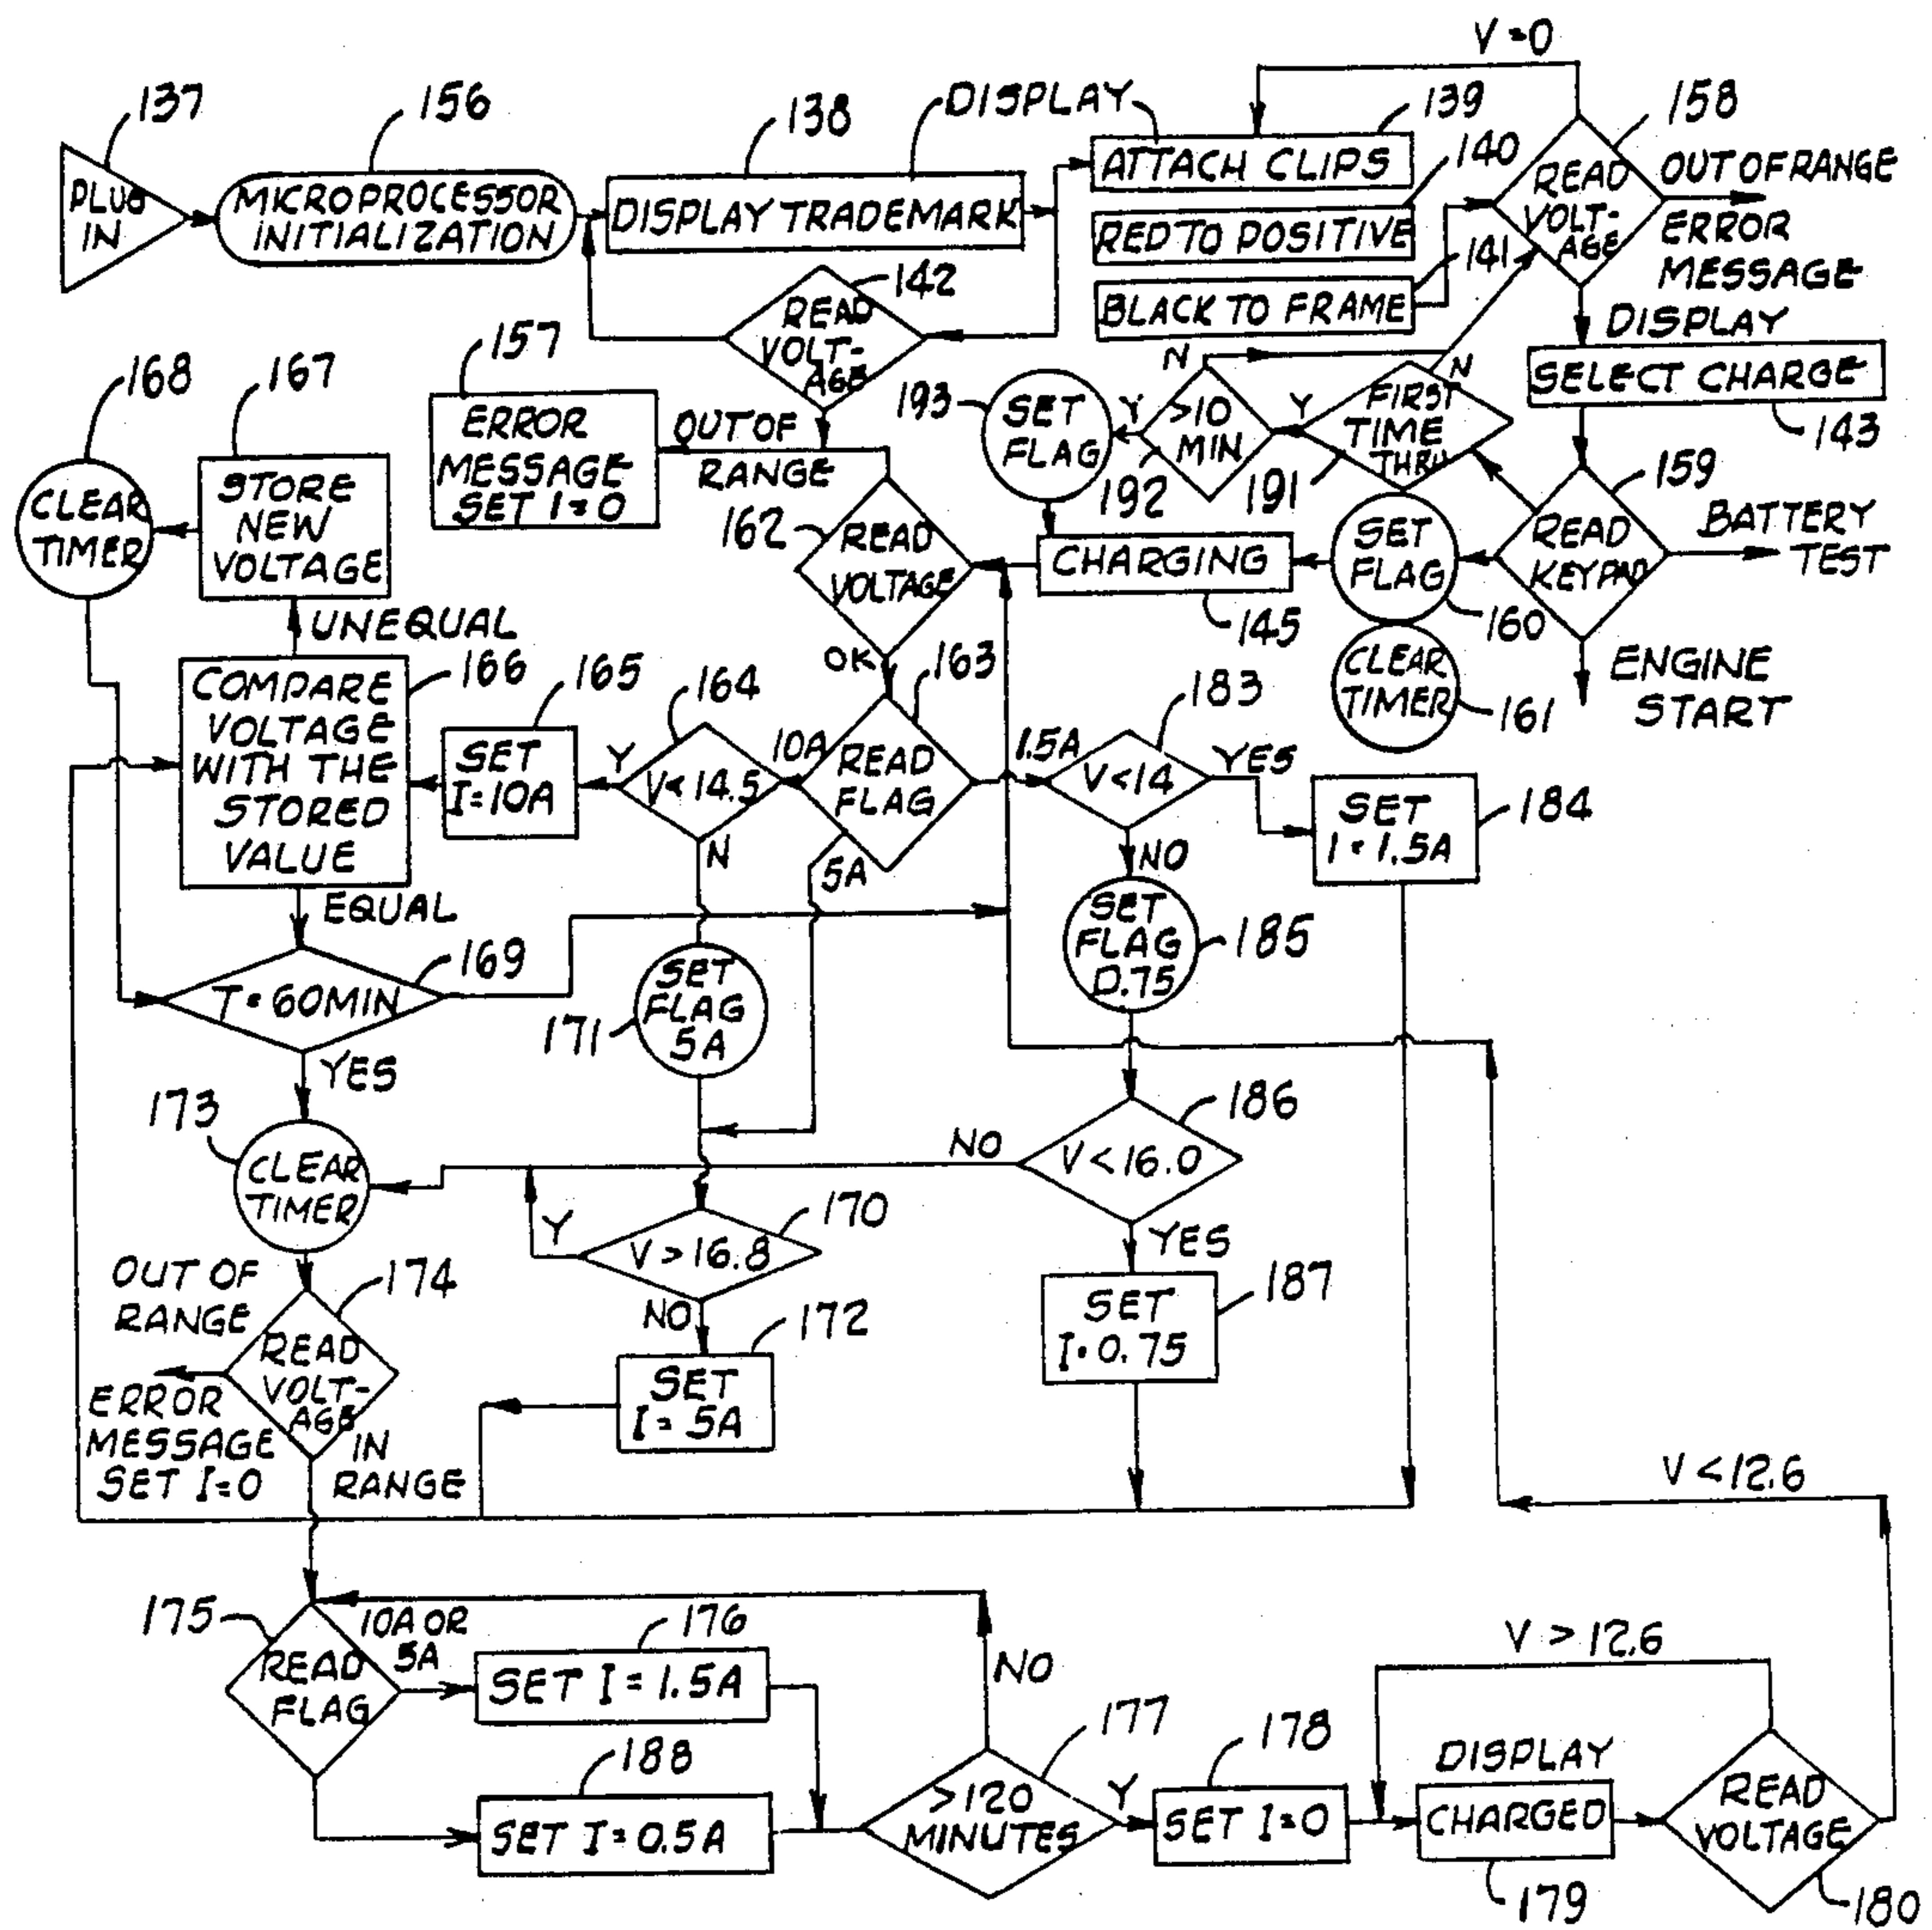 V=0
137
156
138
DISPLAY
139
158
PLUG
IN
MICROPROCESSOR
INITIALIZATION
DISPLAY TRADEMARK
ATTACH CLIPS
140
READ
VOLT-
AGE
OUT OF RANGE
ERROR
MESSAGE
RED TO POSITIVE
141
BLACK TO FRAME
142
READ
VOLT-
AGE
DISPLAY
SELECT CHARGE
143
157
ERROR
MESSAGE
SET I=0
OUT OF
RANGE
168
CLEAR
TIMER
167
STORE
NEW
VOLTAGE
193
SET
FLAG
Y
N
>10
MIN
192
Y
N
FIRST
TIME
THRU
191
159
READ
KEYPAD
BATTERY
TEST
162
READ
VOLTAGE
CHARGING
145
SET
FLAG
160
CLEAR
TIMER
161
ENGINE
START
UNEQUAL
OK
COMPARE
VOLTAGE
WITH THE
STORED
VALUE
166
165
SET
I=10A
Y
164
V<14.5
N
10A
163
READ
FLAG
5A
1.5A
183
V<14
YES
NO
184
SET
I=1.5A
EQUAL
169
T=60MIN
YES
171
SET
FLAG
5A
SET
FLAG
0.75
185
173
CLEAR
TIMER
NO
186
V<16.0
YES
Y
170
V>16.8
NO
172
SET
I=5A
187
SET
I=0.75
OUT OF
RANGE
174
READ
VOLT-
AGE
ERROR
MESSAGE
SET I=0
IN
RANGE
V<12.6
175
READ
FLAG
10A OR
5A
176
SET I=1.5A
NO
V>12.6
188
SET I=0.5A
177
>120
MINUTES
Y
178
SET I=0
DISPLAY
CHARGED
179
READ
VOLTAGE
180